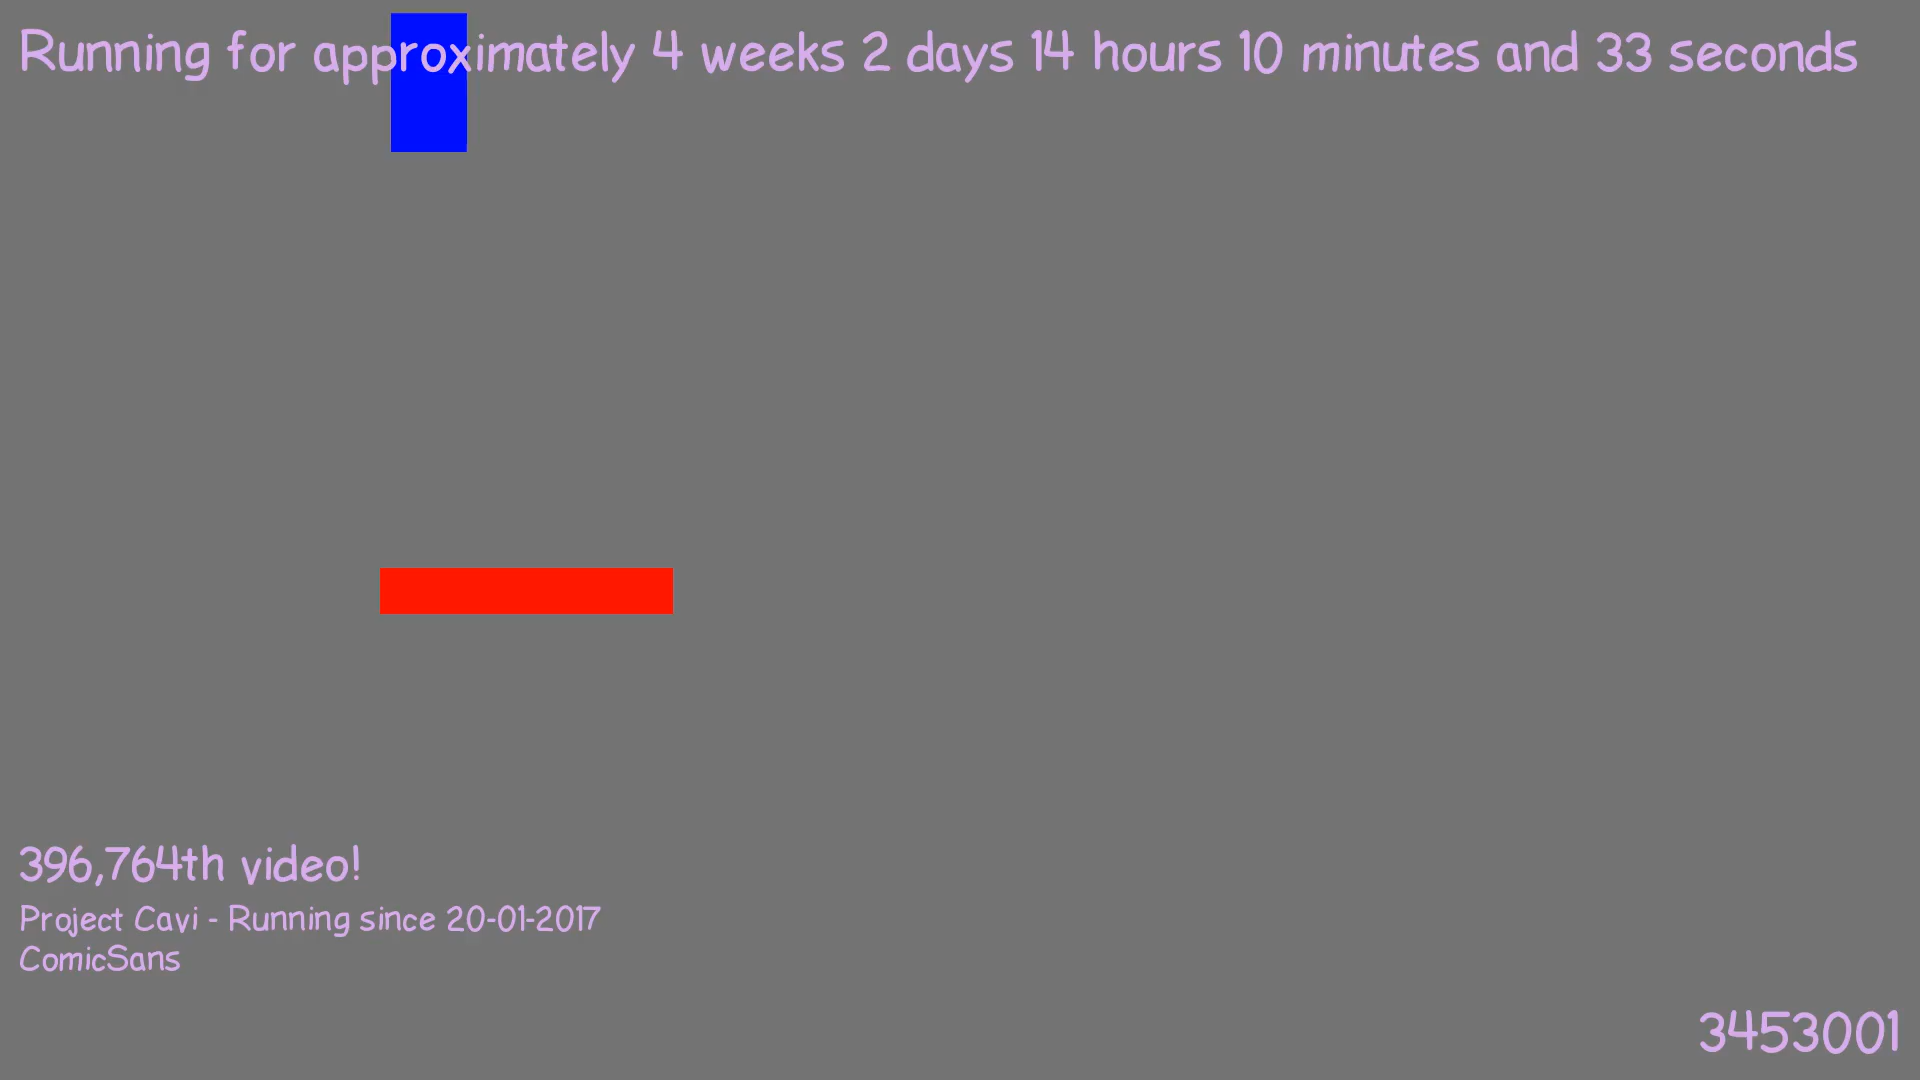 Running for approximately 4 weeks 2 days 14 hours 10 minutes and 33 seconds
396,764th video!
Project Cavi - Running since 20-01-2017
ComicSans
3453001